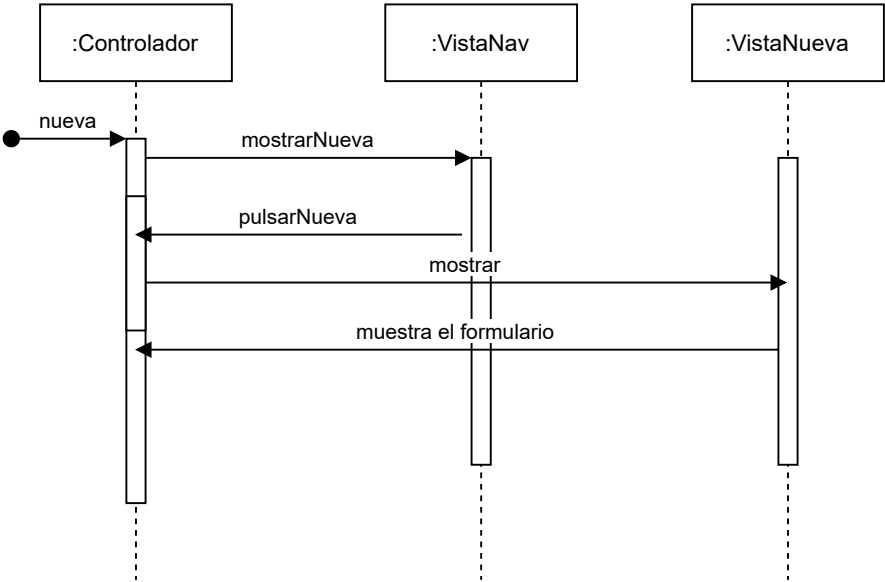 :Controlador
:VistaNav
:VistaNueva
nueva
mostrarNueva
pulsarNueva
mostrar
muestra el formulario